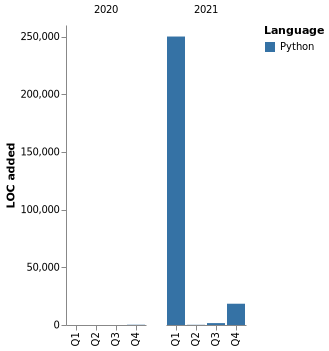 2020 2021
Language
Python
LOC added
250,000
200,000
150,000
100,000
50,000
0
Q1 Q2 Q3 Q4 Q1 Q2 Q3 Q4